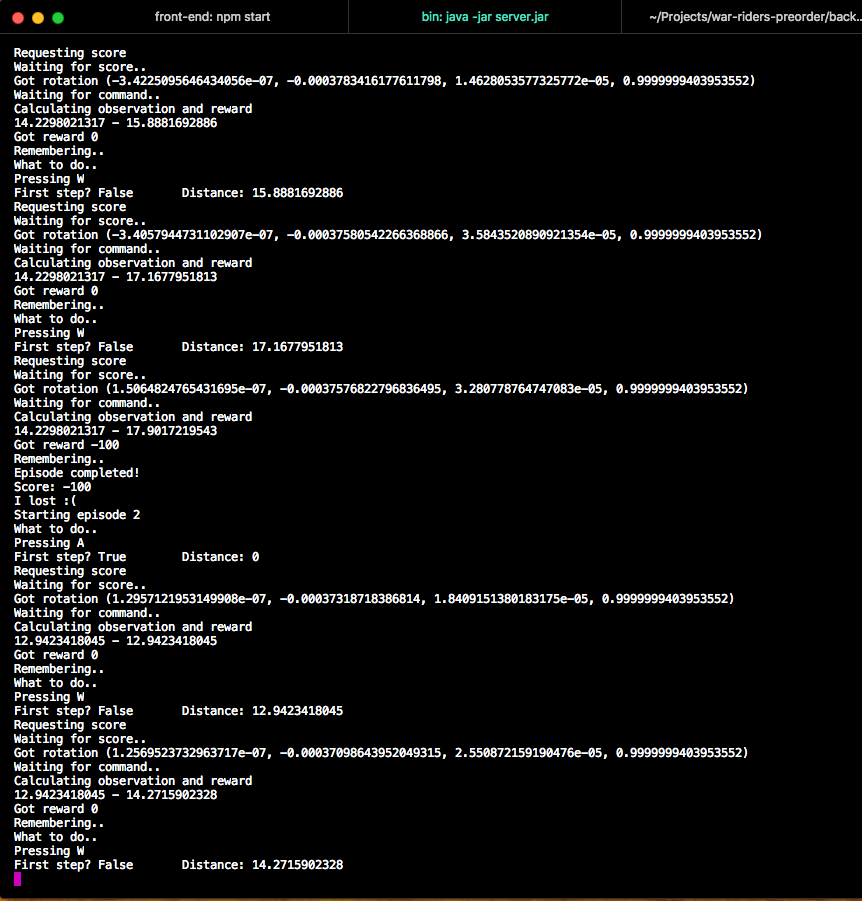 front-end: npm start
bin: java -jar server.jar
~/Projects/war-riders-preorder/back..
Requesting score
Waiting for score..
Got rotation (-3.4225095646434056e-07, -0.0003783416177611798, 1.4628053577325772e-05, 0.9999999403953552)
Waiting for command..
Calculating observation and reward
14.2298021317 - 15.8881692886
Got reward 0
Remembering..
What to do..
Pressing W
First step? False       Distance: 15.8881692886
Requesting score
Waiting for score..
Got rotation (-3.4057944731102907e-07, -0.00037580542266368866, 3.5843520890921354e-05, 0.9999999403953552)
Waiting for command..
Calculating observation and reward
14.2298021317 - 17.1677951813
Got reward 0
Remembering..
What to do..
Pressing W
First step? False       Distance: 17.1677951813
Requesting score
Waiting for score..
Got rotation (1.5064824765431695e-07, -0.00037576822796836495, 3.280778764747083e-05, 0.9999999403953552)
Waiting for command..
Calculating observation and reward
14.2298021317 - 17.9017219543
Got reward -100
Remembering..
Episode completed!
Score: -100
I lost :(
Starting episode 2
What to do..
Pressing A
First step? True        Distance: 0
Requesting score
Waiting for score..
Got rotation (1.2957121953149908e-07, -0.00037318718386814, 1.8409151380183175e-05, 0.9999999403953552)
Waiting for command..
Calculating observation and reward
12.9423418045 - 12.9423418045
Got reward 0
Remembering..
What to do..
Pressing W
First step? False       Distance: 12.9423418045
Requesting score
Waiting for score..
Got rotation (1.2569523732963717e-07, -0.00037098643952049315, 2.550872159190476e-05, 0.9999999403953552)
Waiting for command..
Calculating observation and reward
12.9423418045 - 14.2715902328
Got reward 0
Remembering..
What to do..
Pressing W
First step? False       Distance: 14.2715902328